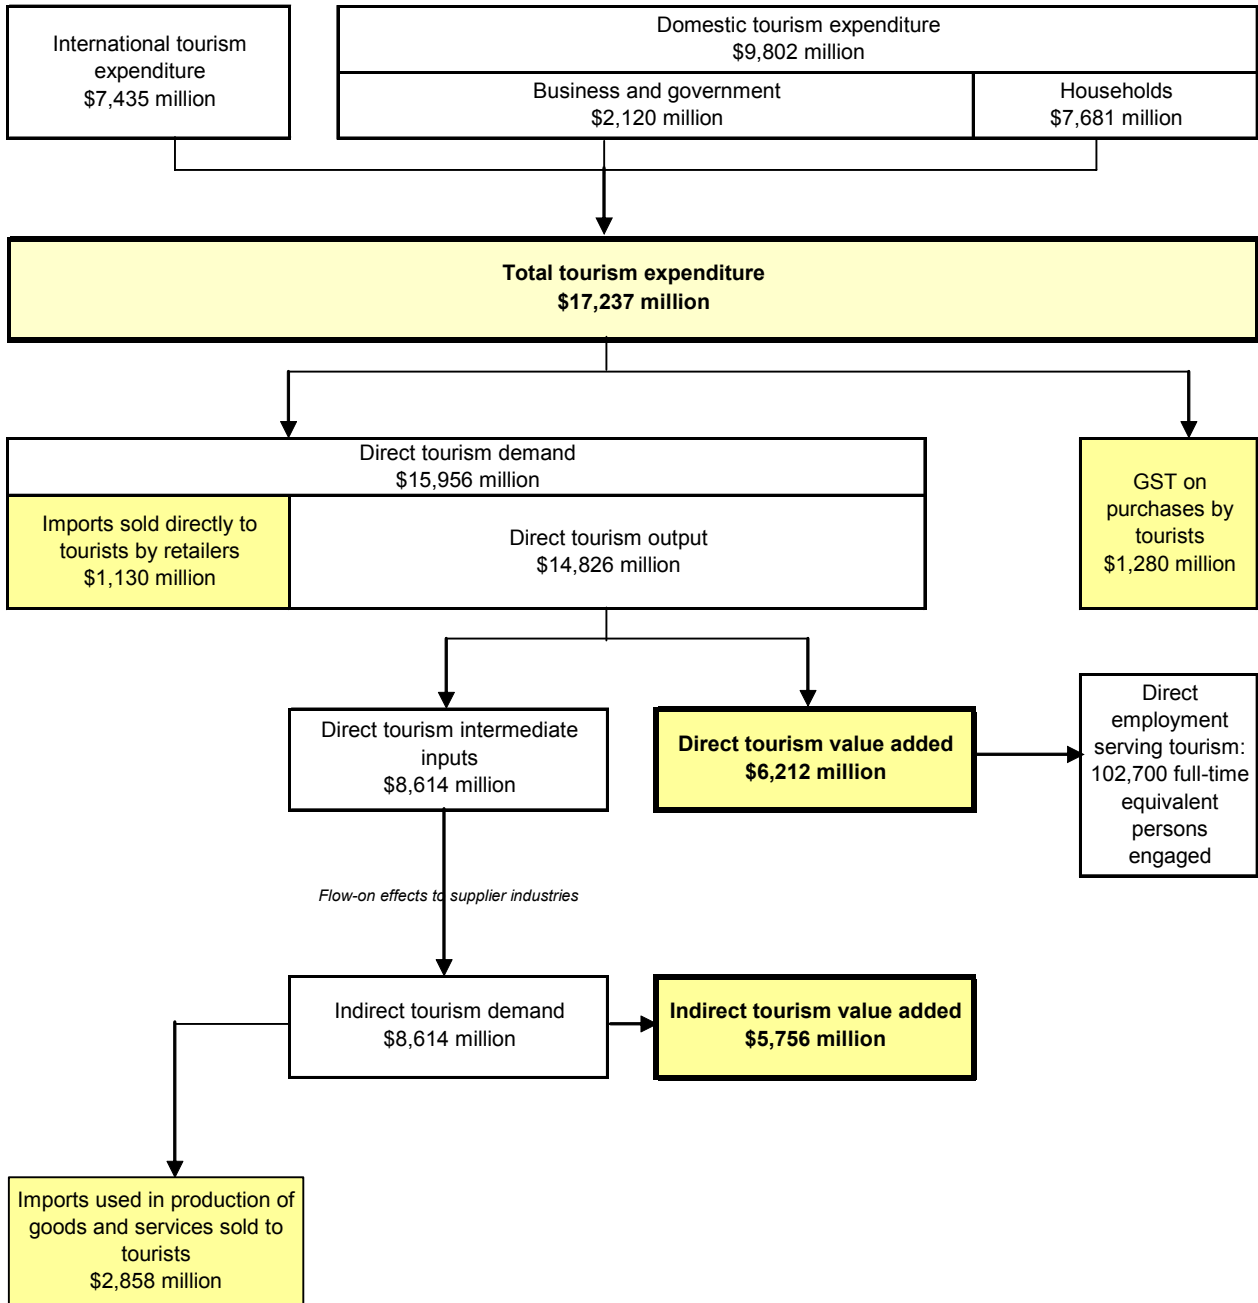 International tourism
expenditure
$7,435 million
Domestic tourism expenditure
$9,802 million
Business and government
$2,120 million
Households
$7,681 million
Total tourism expenditure
$17,237 million
Direct tourism demand
$15,956 million
Imports sold directly to
tourists by retailers
$1,130 million
Direct tourism output
$14,826 million
GST on
purchases by
tourists
$1,280 million
Direct tourism intermediate
inputs
$8,614 million
Direct tourism value added
$6,212 million
Direct
employment
serving tourism:
102,700 full-time
equivalent
persons
engaged
Flow-on effects to supplier industries
Indirect tourism demand
$8,614 million
Indirect tourism value added
$5,756 million
Imports used in production of
goods and services sold to
tourists
$2,858 million